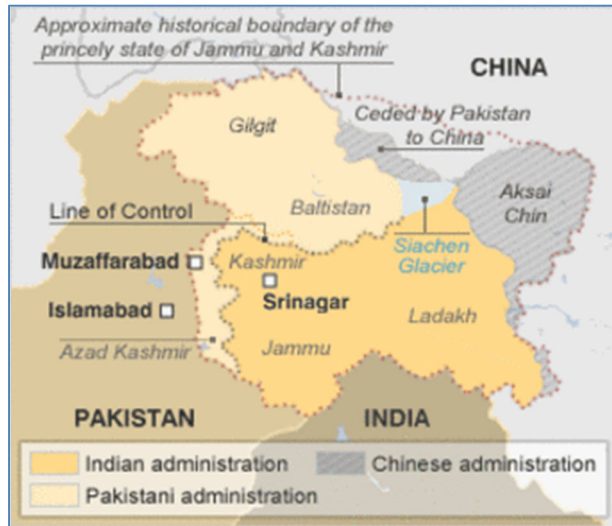 Approximate historical boundary of the
princely state of Jammu and Kashmir
CHINA
Ceded by Pakistan
to China
Gilgit
Aksai
Chin
Baltistan
Line of Control
Siachen
Glacier
Muzaffarabad
Kashmir
Srinagar
Islamabad
Ladakh
Azad Kashmir
Jammu
PAKISTAN
INDIA
Indian administration
Chinese administration
Pakistani administration